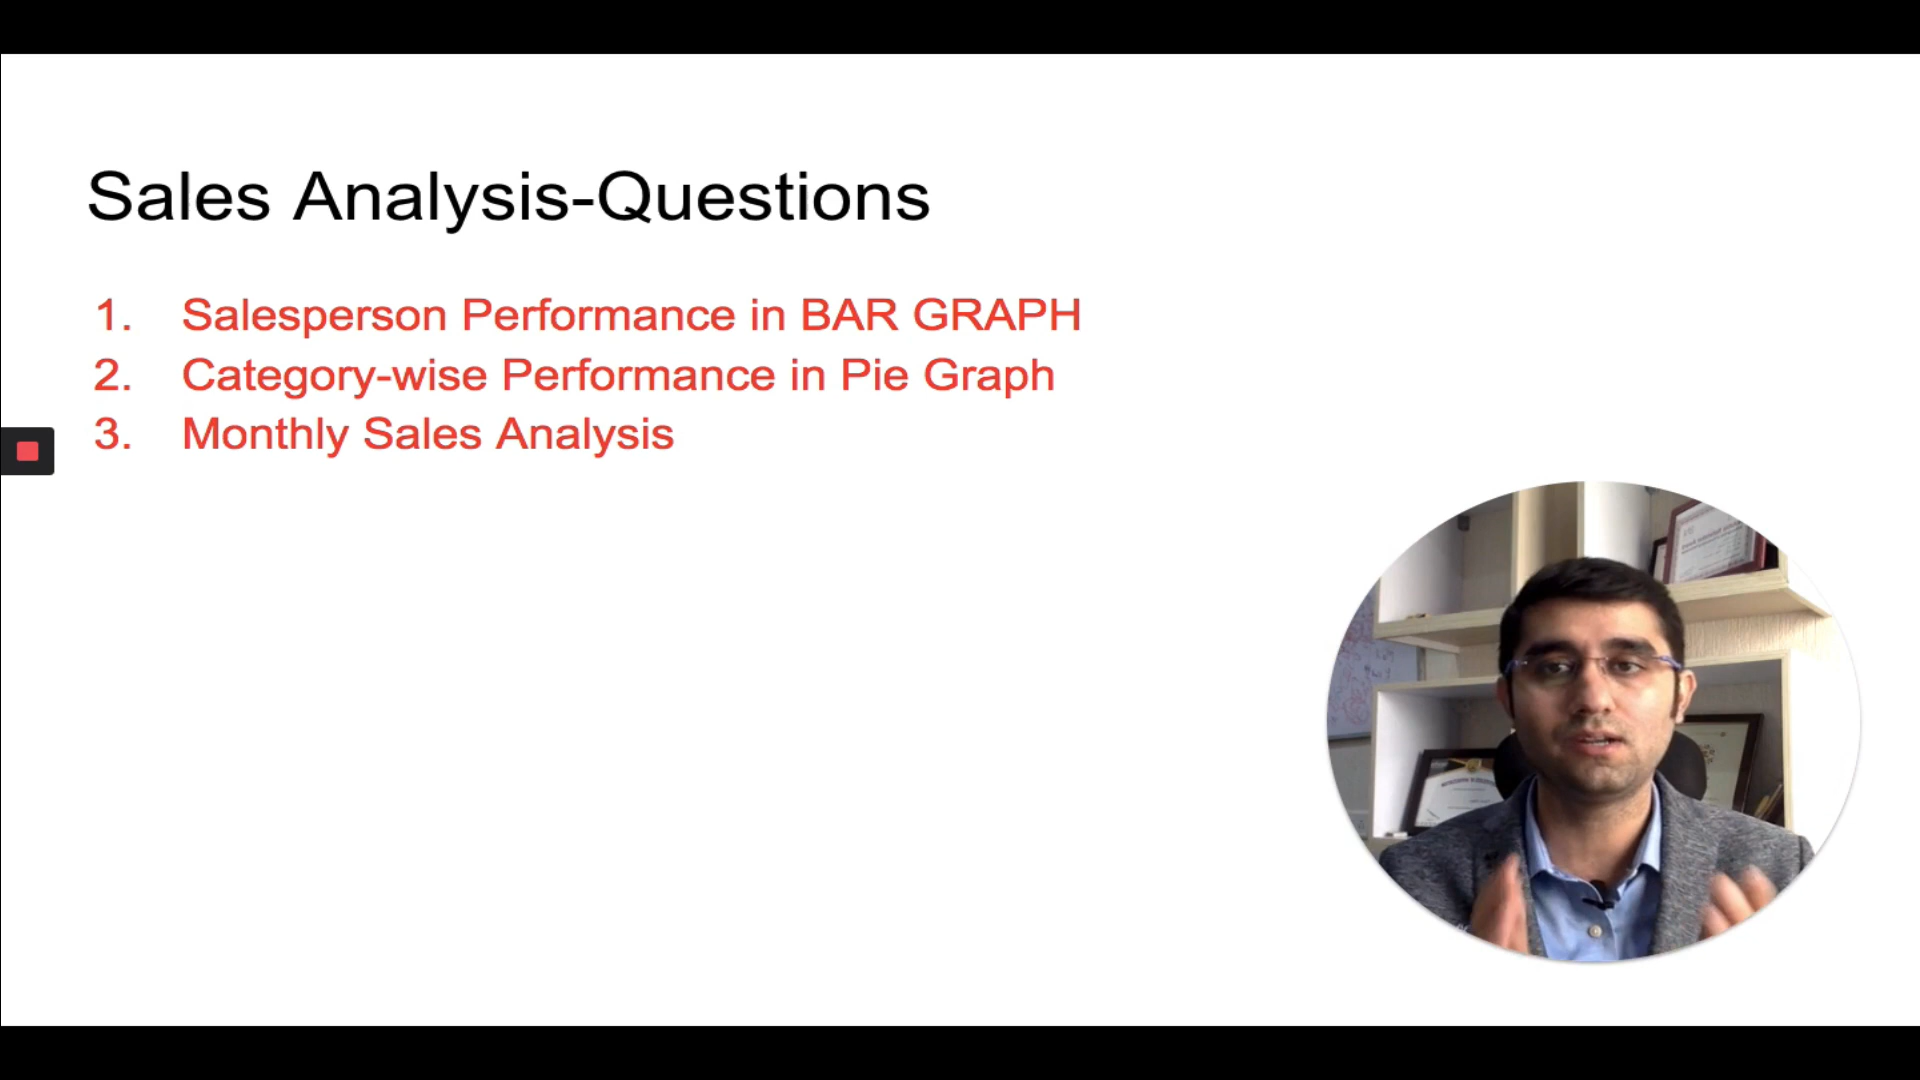 Sales Analysis-Questions
1. Salesperson Performance in BAR GRAPH
2. Category-wise Performance in Pie Graph
3. Monthly Sales Analysis